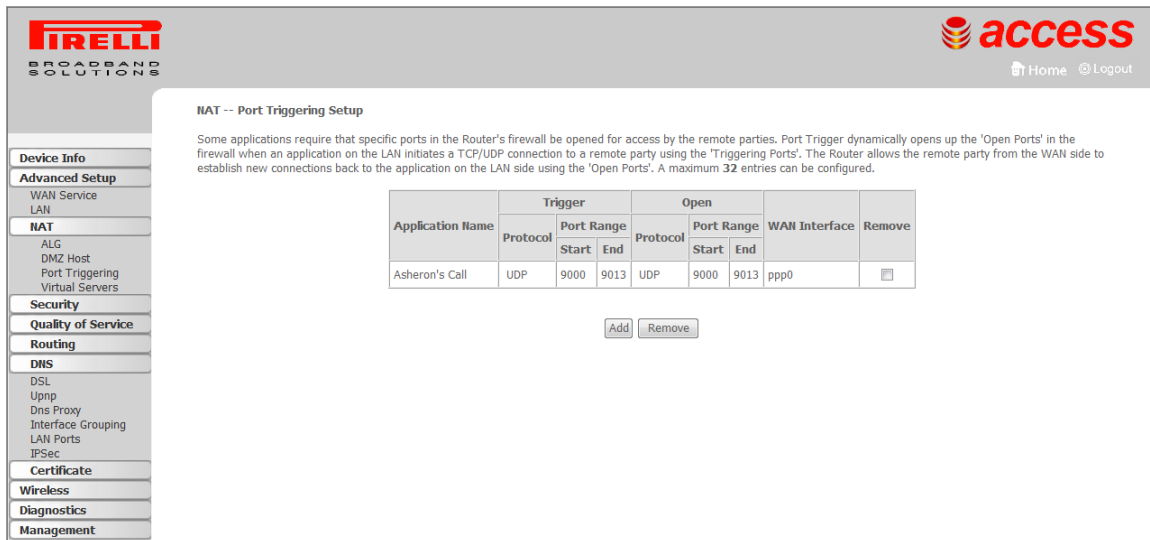 PIRELLI
BROADBAND
SOLUTIONS
access
Home Logout
NAT -- Port Triggering Setup
Some applications require that specific ports in the Router's firewall be opened for access by the remote parties. Port Trigger dynamically opens up the 'Open Ports' in the
firewall when an application on the LAN initiates a TCP/UDP connection to a remote party using the 'Triggering Ports'. The Router allows the remote party from the WAN side to
establish new connections back to the application on the LAN side using the 'Open Ports'. A maximum 32 entries can be configured.
Device Info
Advanced Setup
WAN Service
LAN
NAT
ALG
DMZ Host
Port Triggering
Virtual Servers
Security
Quality of Service
Routing
DNS
DSL
Upnp
Dns Proxy
Interface Grouping
LAN Ports
IPSec
Certificate
Wireless
Diagnostics
Management
Application Name Trigger Open WAN Interface Remove
Protocol Port Range Protocol Port Range
Start End Start End
Asheron's Call UDP 9000 9013 UDP 9000 9013 ppp0
Add Remove